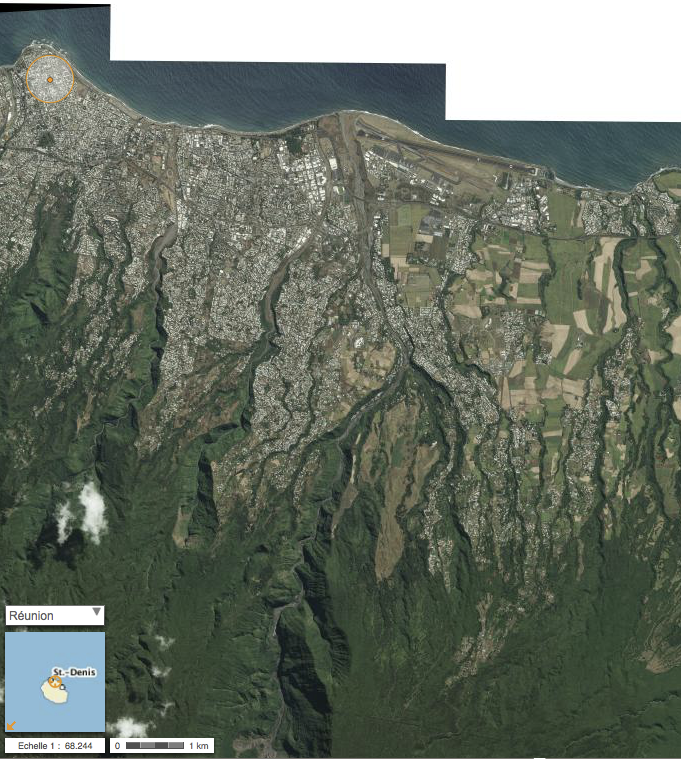 Réunion
St.-Denis
Echelle 1 : 68.244
0 1 km